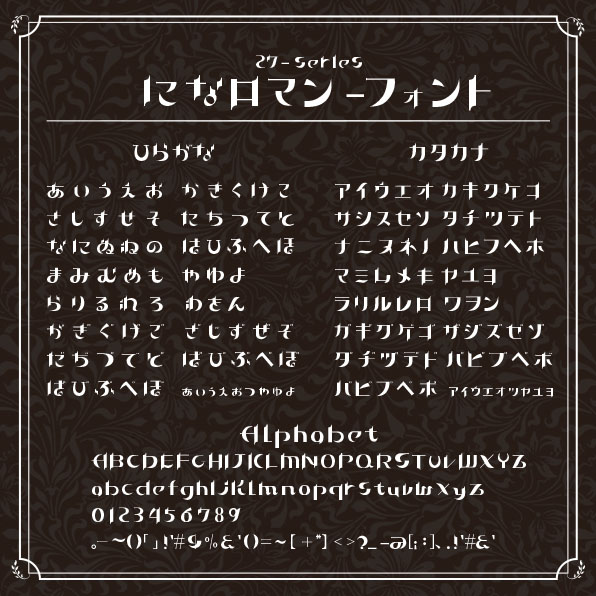 27-series
になロマン-フォント
ひらがな
カタカナ
あいうえお かきくけこ
さしすせそ たちつてと
なにぬねの はひふへほ
まみむめも やゆよ
らりるれろ わをん
がぎぐげご ざじずぜぞ
だぢづてど ばびぶべぼ
ぱぴぷぺぽ ぁぃぅぇぉっゃゅょ
アイウエオ カキクケコ
サシスセソ タチツテト
ナニヌネノ ハヒフヘホ
マミムメモ ヤユヨ
ラリルレロ ワヲン
ガギグゲゴ ザジズゼゾ
ダヂヅテド バビブベボ
パピプペポ ァィゥェォッャュョ
Alphabet
ABCDEFGHIJKLMNOPQRSTUVWXYZ
abcdefghijklmnopqrstuvwxyz
0123456789